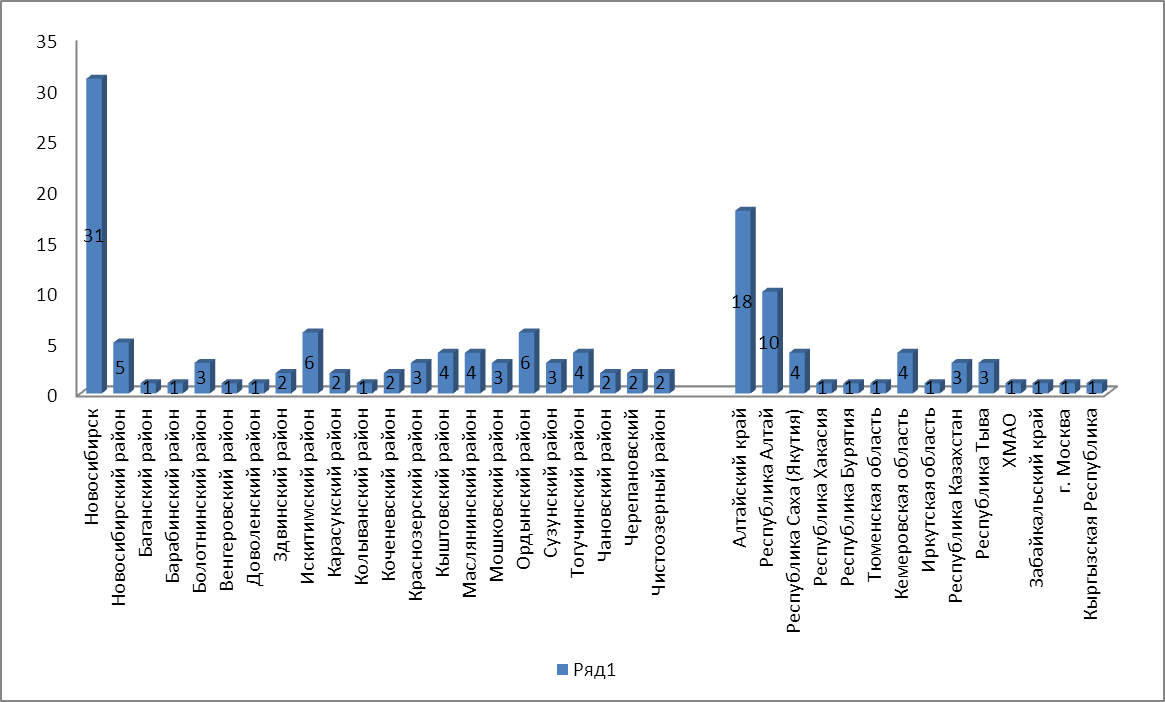 35
30
25
20
15
10
5
0
31
5
1
1
3
1
1
2
6
2
1
2
3
4
4
3
6
3
4
2
2
2
18
10
4
1
1
1
4
1
3
3
1
1
1
1
Новосибирск
Новосибирский район
Баганский район
Барабинский район
Болотнинский район
Венгеровский район
Доволенский район
Здвинский район
Искитимский район
Карасукский район
Колыванский район
Коченевский район
Краснозерский район
Кыштовский район
Маслянинский район
Мошковский район
Ордынский район
Сузунский район
Тогучинский район
Чановский район
Черепановский
Чистоозерный район
Алтайский край
Республика Алтай
Республика Саха (Якутия)
Республика Хакасия
Республика Бурятия
Тюменская область
Кемеровская область
Иркутская область
Республика Казахстан
Республика Тыва
ХМАО
Забайкальский край
г. Москва
Кыргызская Республика
Ряд1